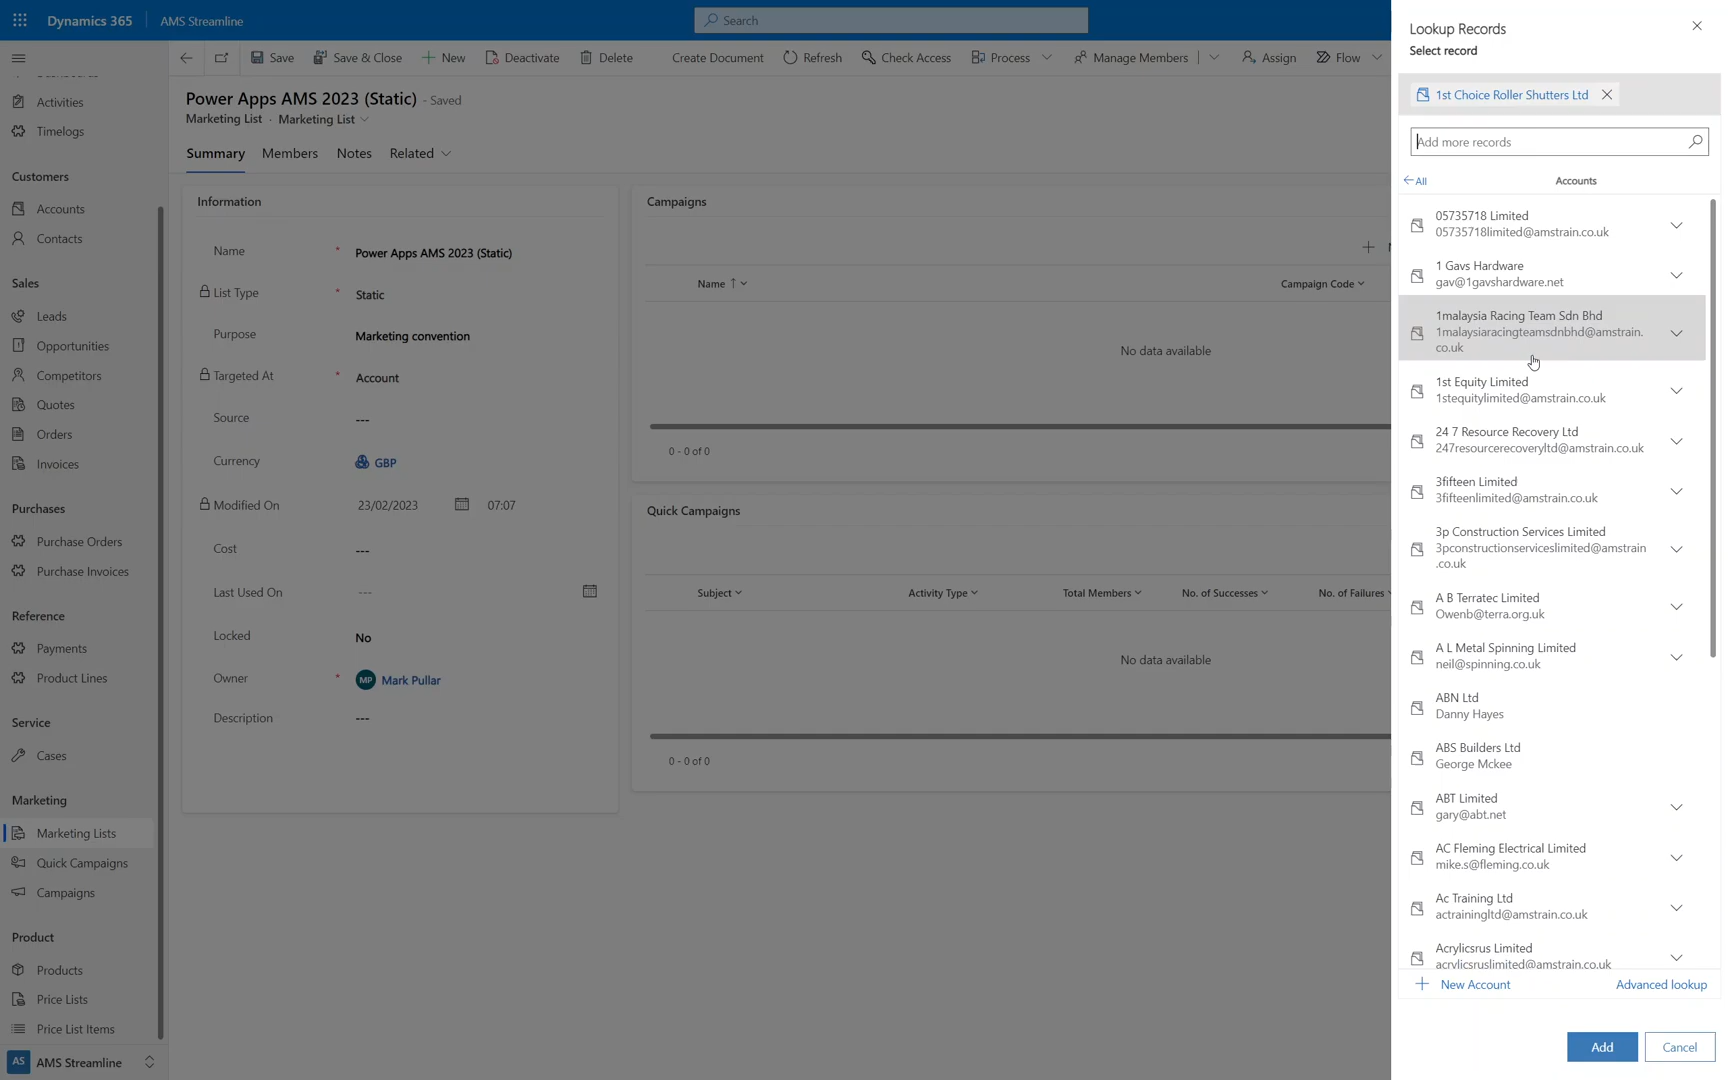 Dynamics 365
AMS Streamline
Search
Activities
Timelogs
Customers
Accounts
Contacts
Sales
Leads
Opportunities
Competitors
Quotes
Orders
Invoices
Purchases
Purchase Orders
Purchase Invoices
Reference
Payments
Product Lines
Service
Cases
Marketing
Marketing Lists
Quick Campaigns
Campaigns
Product
Products
Price Lists
Price List Items
AS AMS Streamline
Save
Save & Close
New
Deactivate
Delete
Create Document
Refresh
Check Access
Process
Manage Members
Assign
Flow
Power Apps AMS 2023 (Static) - Saved
Marketing List · Marketing List
Summary
Members
Notes
Related
Information
Name * Power Apps AMS 2023 (Static)
List Type * Static
Purpose Marketing convention
Targeted At * Account
Source ---
Currency GBP
Modified On 23/02/2023 07:07
Cost ---
Last Used On ---
Locked No
Owner * MP Mark Pullar
Description ---
Campaigns
Name ↑
Campaign Code
No data available
0 - 0 of 0
Quick Campaigns
Subject
Activity Type
Total Members
No. of Successes
No. of Failures
No data available
0 - 0 of 0
Lookup Records
Select record
1st Choice Roller Shutters Ltd
Add more records
All
Accounts
05735718 Limited
05735718limited@amstrain.co.uk
1 Gavs Hardware
gav@1gavshardware.net
1malaysia Racing Team Sdn Bhd
1malaysiaracingteamsdnbhd@amstrain.
co.uk
1st Equity Limited
1stequitylimited@amstrain.co.uk
24 7 Resource Recovery Ltd
247resourcerecoveryltd@amstrain.co.uk
3fifteen Limited
3fifteenlimited@amstrain.co.uk
3p Construction Services Limited
3pconstructionserviceslimited@amstrain
.co.uk
A B Terratec Limited
Owenb@terra.org.uk
A L Metal Spinning Limited
neil@spinning.co.uk
ABN Ltd
Danny Hayes
ABS Builders Ltd
George Mckee
ABT Limited
gary@abt.net
AC Fleming Electrical Limited
mike.s@fleming.co.uk
Ac Training Ltd
actrainingltd@amstrain.co.uk
Acrylicsrus Limited
acrylicsruslimited@amstrain.co.uk
New Account
Advanced lookup
Add
Cancel